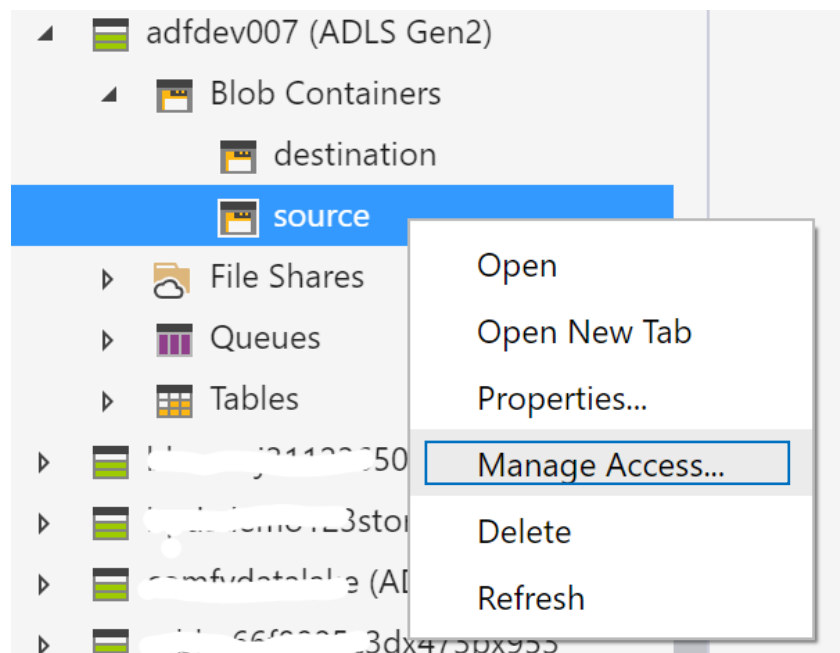 adfdev007 (ADLS Gen2)
Blob Containers
destination
source
File Shares
Queues
Tables
Open
Open New Tab
Properties...
Manage Access...
Delete
Refresh